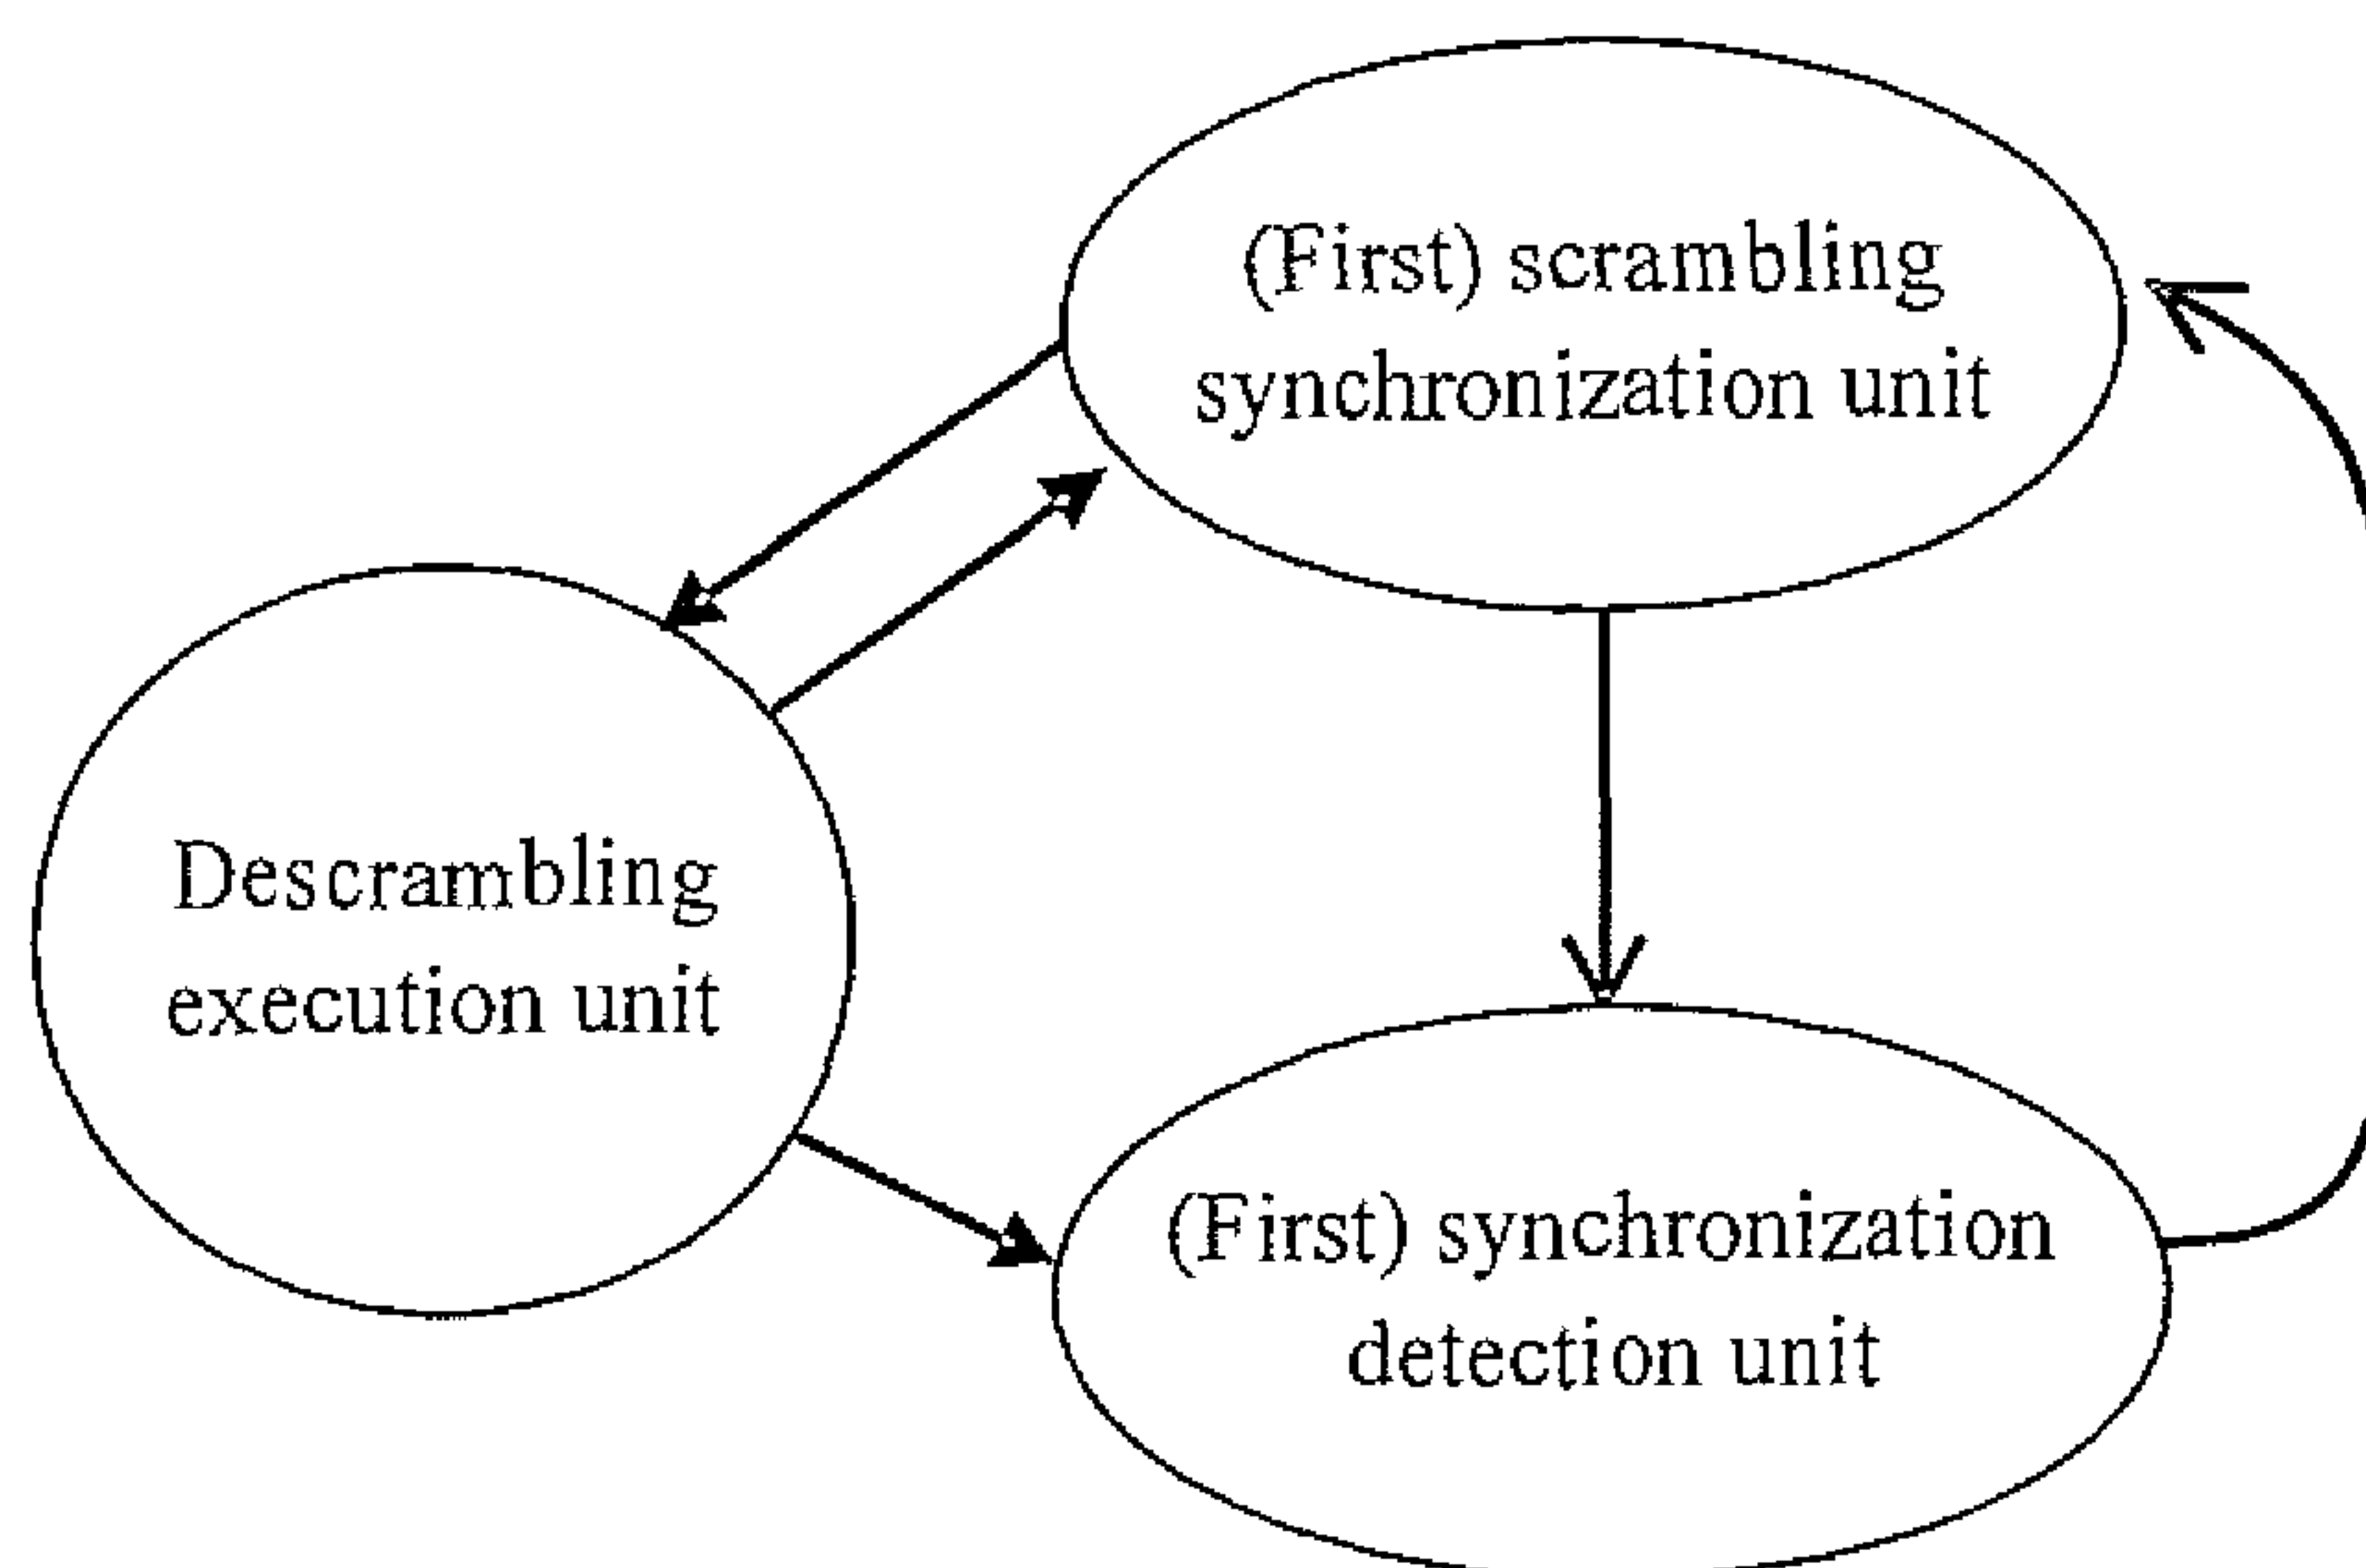 (First) scrambling
synchronization unit
Descrambling
execution unit
(First) synchronization
detection unit